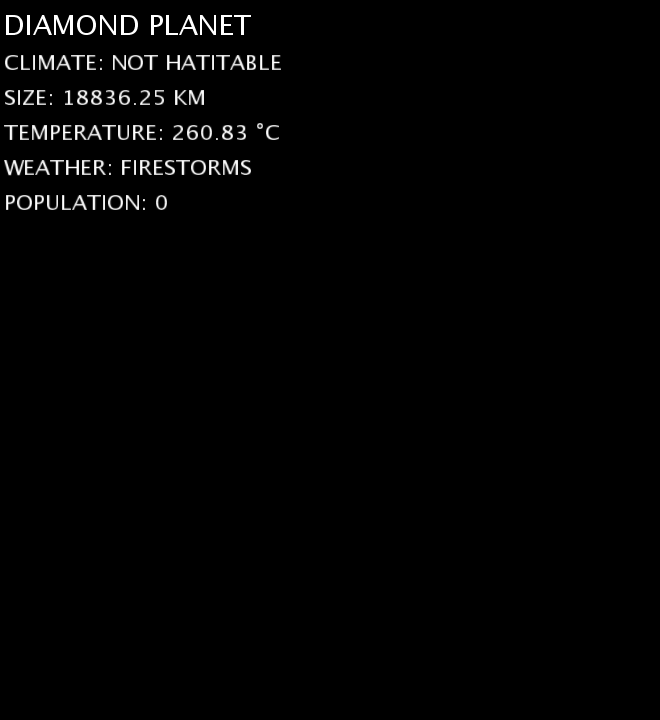 DIAMOND PLANET
CLIMATE: NOT HATITABLE
SIZE: 18836.25 KM
TEMPERATURE: 260.83 °C
WEATHER: FIRESTORMS
POPULATION: 0